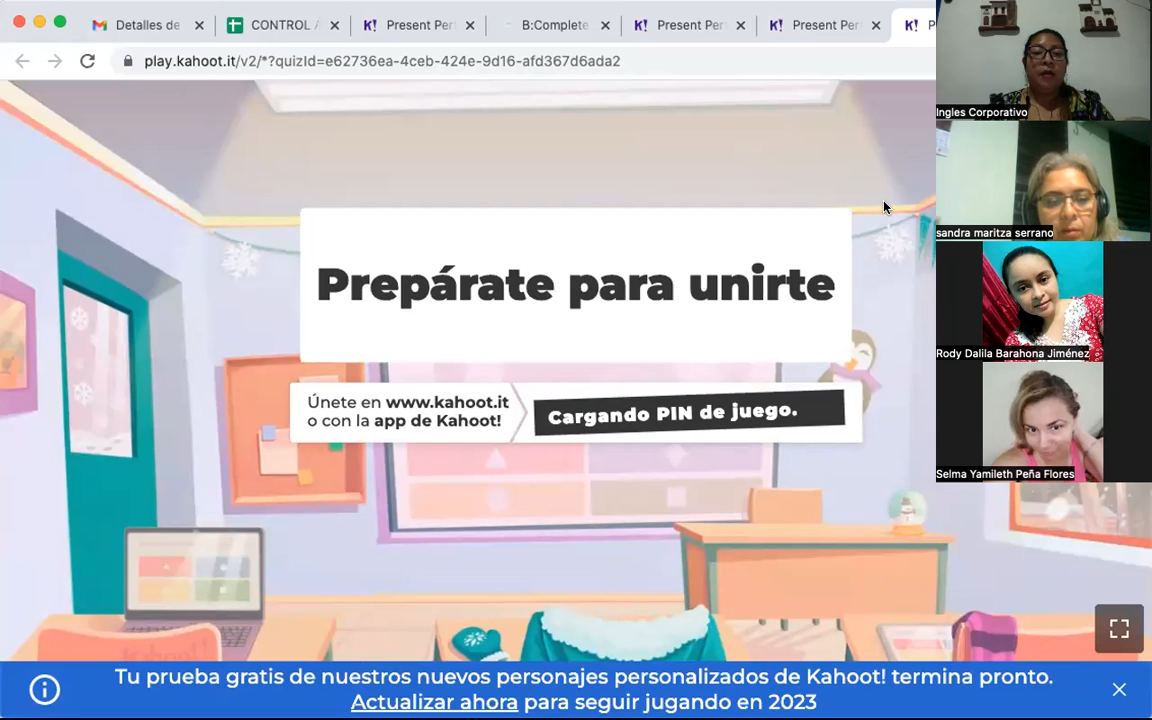 Detalles de
CONTROL A
K! Present Per
B:Complete
K! Present Per
K! Present Per
K! P
play.kahoot.it/v2/*?quizId=e62736ea-4ceb-424e-9d16-afd367d6ada2
Ingles Corporativo
sandra maritza serrano
Rody Dalila Barahona Jiménez
Selma Yamileth Peña Flores
Prepárate para unirte
Únete en www.kahoot.it
o con la app de Kahoot!
Cargando PIN de juego.
Tu prueba gratis de nuestros nuevos personajes personalizados de Kahoot! termina pronto.
Actualizar ahora para seguir jugando en 2023